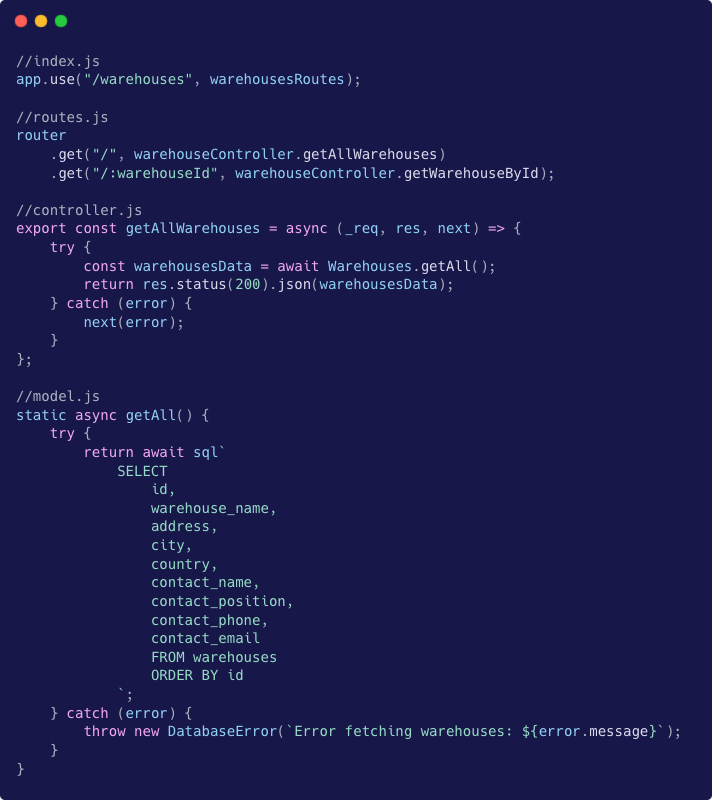 //index.js
app.use("/warehouses", warehousesRoutes);

//routes.js
router
    .get("/", warehouseController.getAllWarehouses)
    .get("/:warehouseId", warehouseController.getWarehouseById);

//controller.js
export const getAllWarehouses = async (_req, res, next) => {
    try {
        const warehousesData = await Warehouses.getAll();
        return res.status(200).json(warehousesData);
    } catch (error) {
        next(error);
    }
};

//model.js
static async getAll() {
    try {
        return await sql`
            SELECT
                id,
                warehouse_name,
                address,
                city,
                country,
                contact_name,
                contact_position,
                contact_phone,
                contact_email
                FROM warehouses
                ORDER BY id
            `;
    } catch (error) {
        throw new DatabaseError(`Error fetching warehouses: ${error.message}`);
    }
}